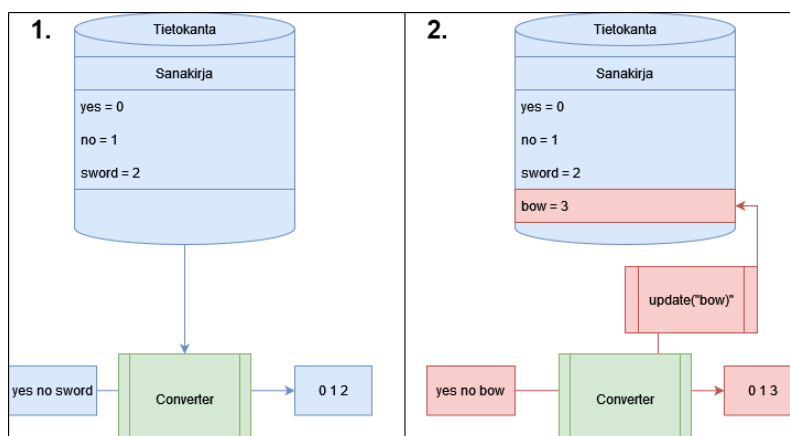 1.
Tietokanta
Sanakirja
yes = 0
no = 1
sword = 2
yes no sword
Converter
0 1 2
2.
Tietokanta
Sanakirja
yes = 0
no = 1
sword = 2
bow = 3
update("bow)"
yes no bow
Converter
0 1 3